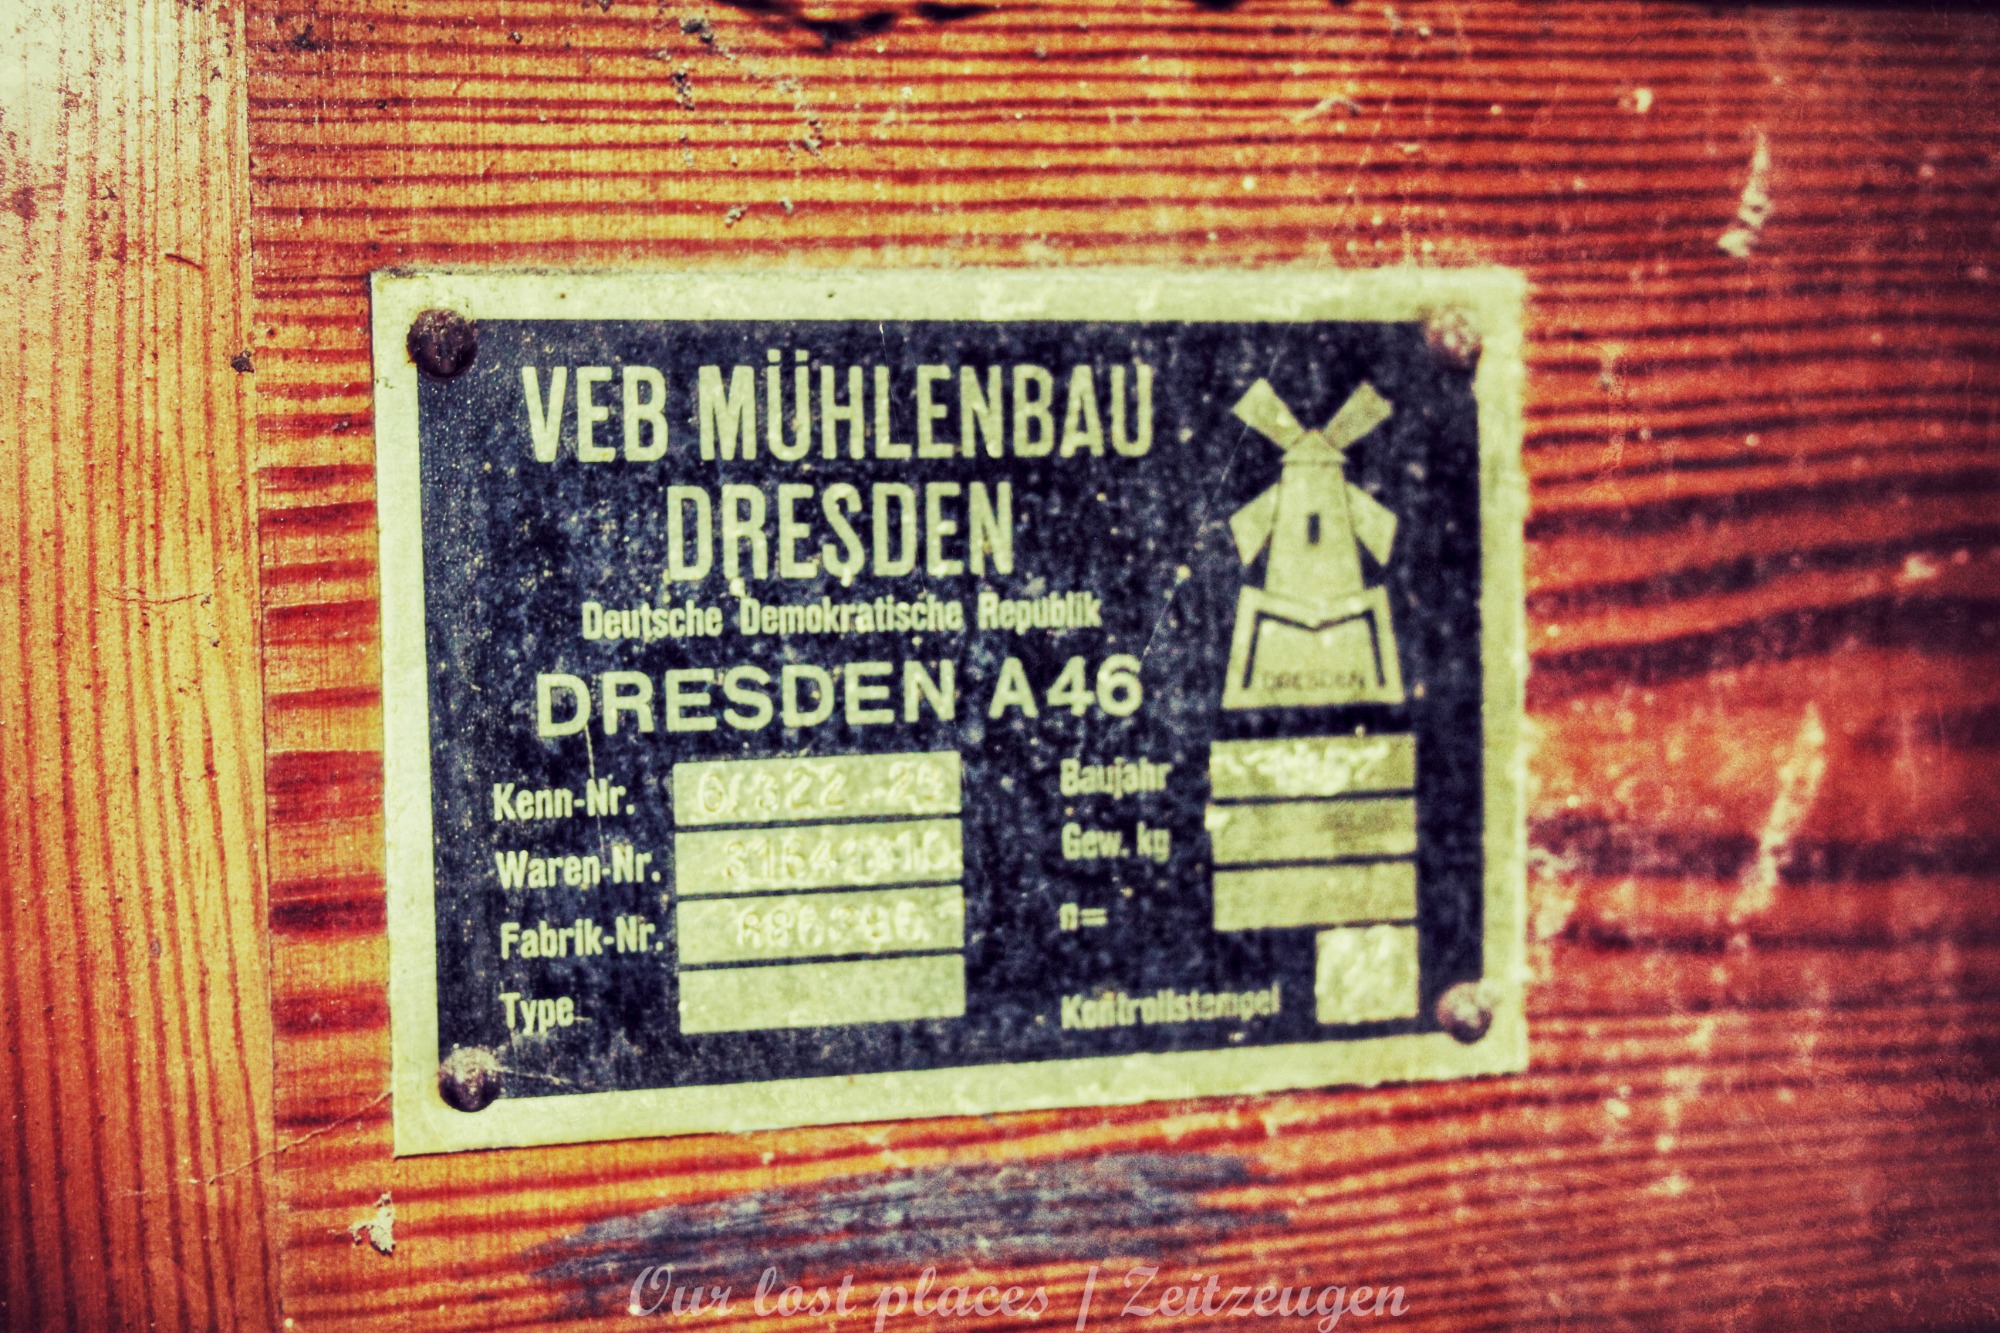 VEB MÜHLENBAU
DRESDEN
Deutsche Demokratische Republik
DRESDEN A46
DRESDEN
Kenn-Nr.
Waren-Nr.
Fabrik-Nr.
Type
Baujahr
Gew. kg
n=
Kontrollstempel
Our lost places | Zeitzeugen